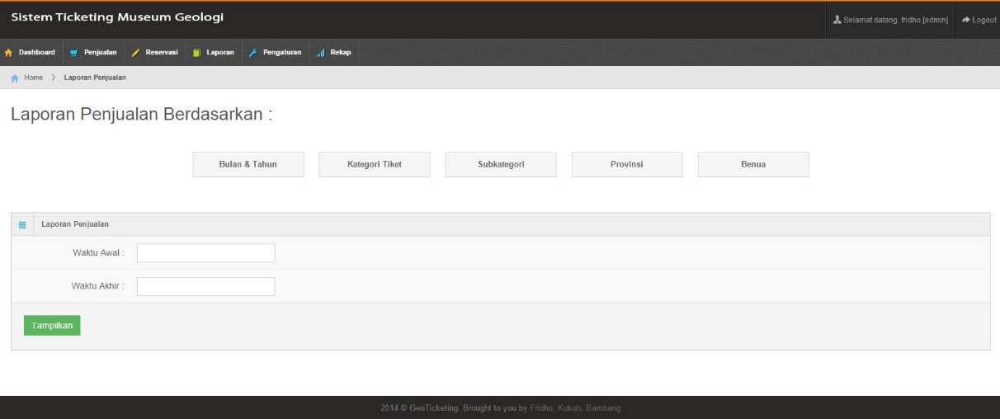 Sistem Ticketing Museum Geologi
Selamat datang, fridho [admin] Logout
Dashboard Penjualan Reservasi Laporan Pengaturan Rekap
Home > Laporan Penjualan
Laporan Penjualan Berdasarkan :
Bulan & Tahun Kategori Tiket Subkategori Provinsi Benua
Laporan Penjualan
Waktu Awal :
Waktu Akhir :
Tampilkan
2014 © GeoTicketing. Brought to you by Fridho, Kukuh, Bambang